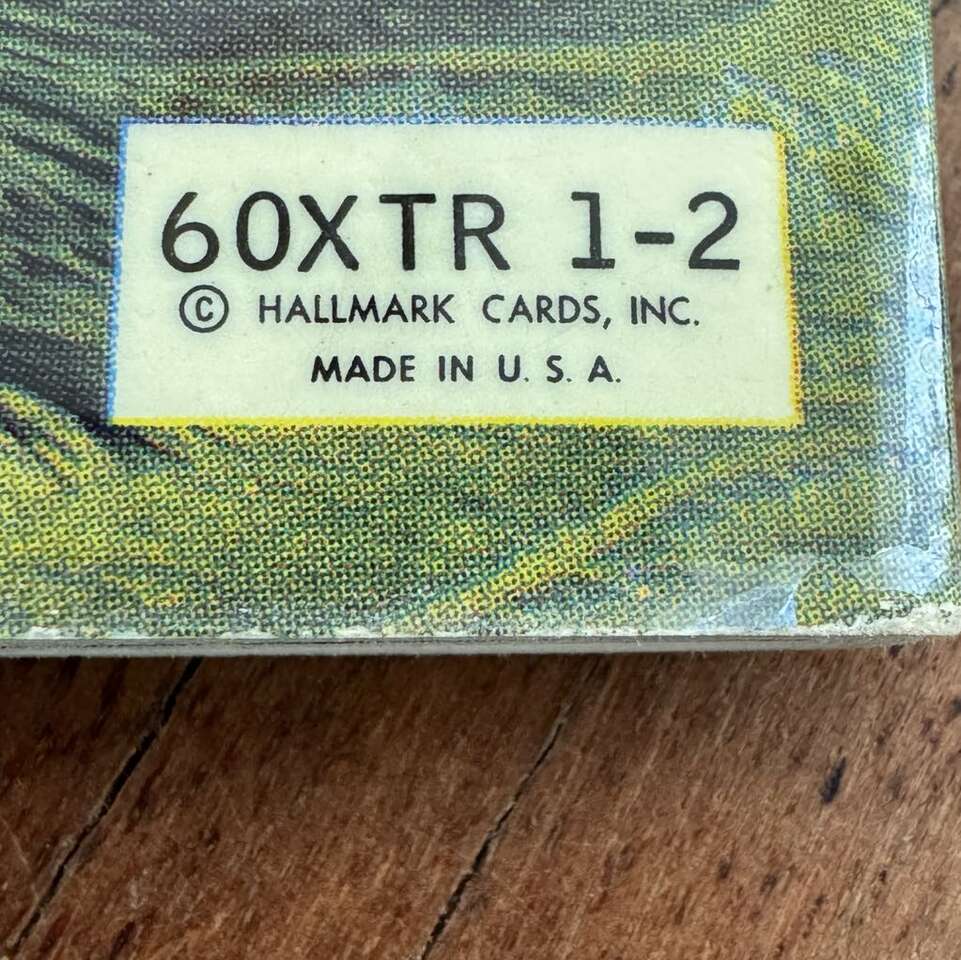 60XTR 1-2
© HALLMARK CARDS, INC.
MADE IN U. S. A.